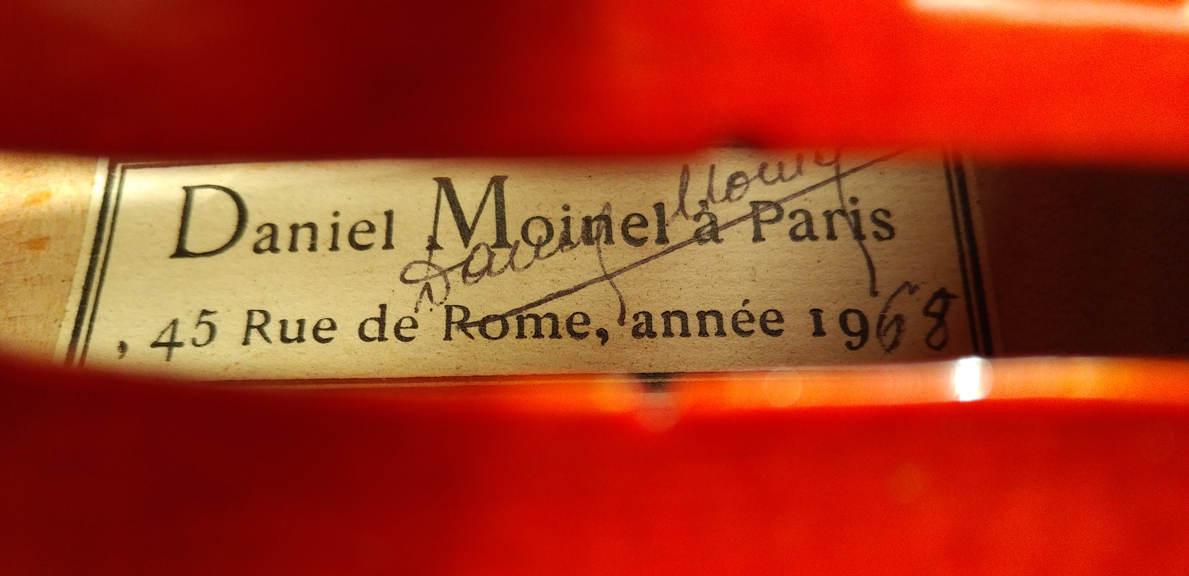 Daniel Moinel à Paris
, 45 Rue de Rome, année 1968